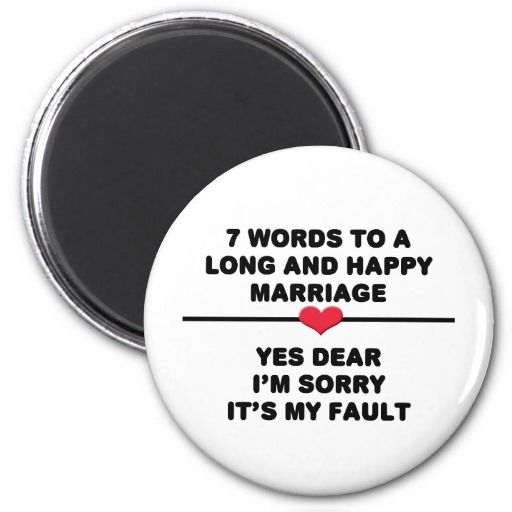 7 WORDS TO A
LONG AND HAPPY
MARRIAGE
YES DEAR
I'M SORRY
IT'S MY FAULT